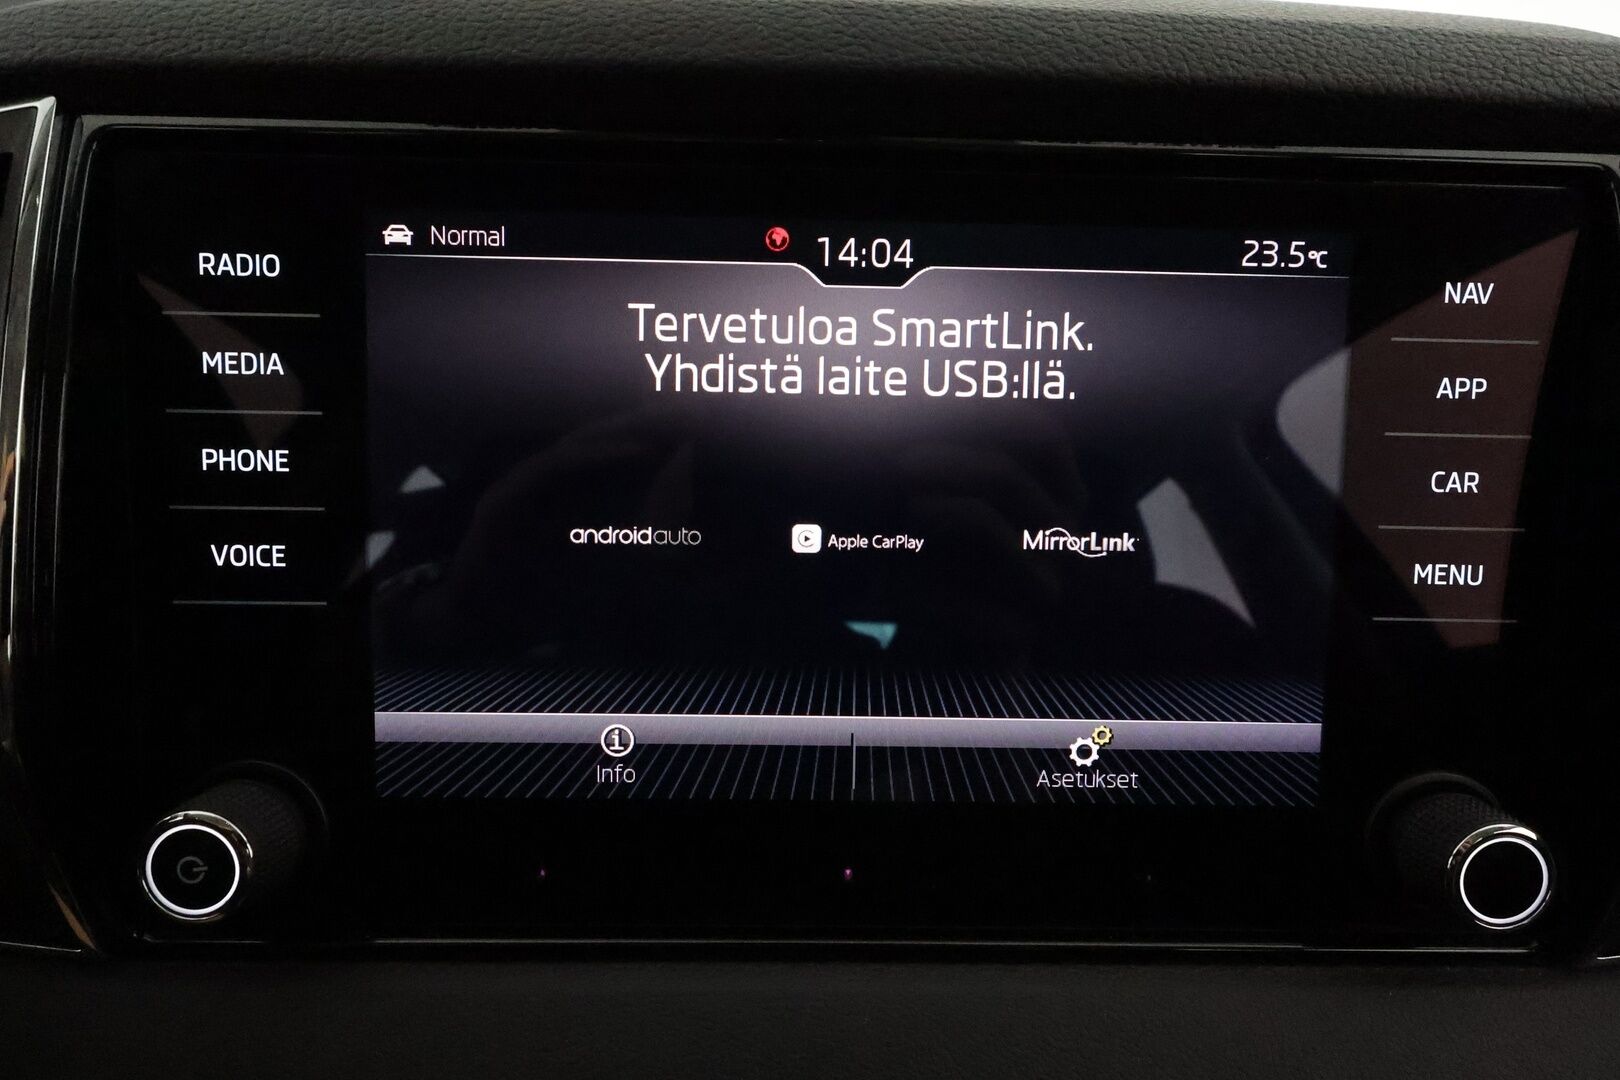 Normal
14:04
23.5°C
RADIO
MEDIA
PHONE
VOICE
Tervetuloa SmartLink.
Yhdistä laite USB:llä.
androidauto
Apple CarPlay
MirrorLink
Info
Asetukset
NAV
APP
CAR
MENU